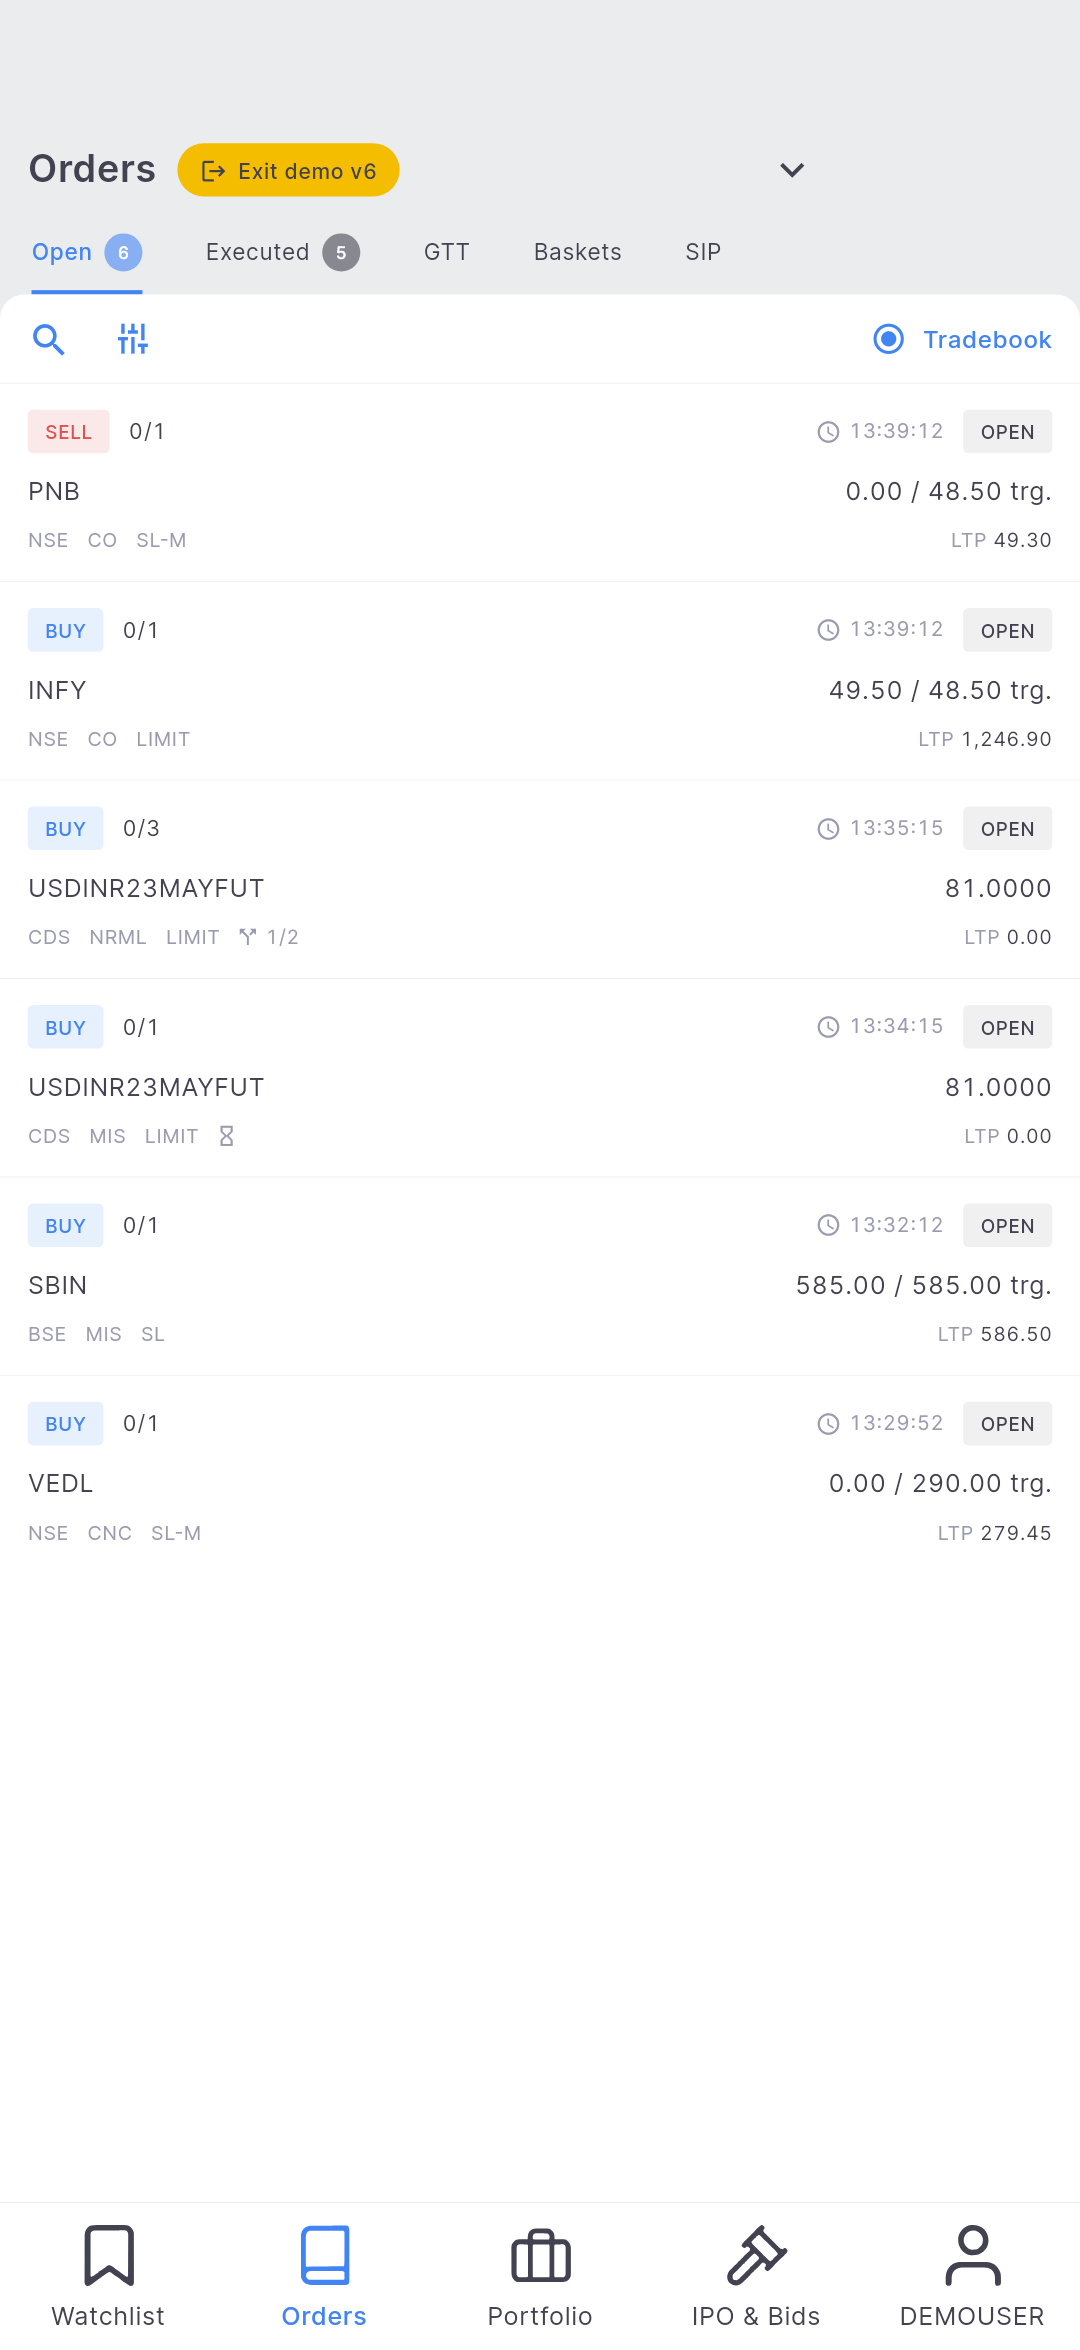 Orders Exit demo v6
Open 6 Executed 5 GTT Baskets SIP
Tradebook
SELL 0/1 13:39:12 OPEN
PNB 0.00 / 48.50 trg.
NSE CO SL-M LTP 49.30
BUY 0/1 13:39:12 OPEN
INFY 49.50 / 48.50 trg.
NSE CO LIMIT LTP 1,246.90
BUY 0/3 13:35:15 OPEN
USDINR23MAYFUT 81.0000
CDS NRML LIMIT 1/2 LTP 0.00
BUY 0/1 13:34:15 OPEN
USDINR23MAYFUT 81.0000
CDS MIS LIMIT LTP 0.00
BUY 0/1 13:32:12 OPEN
SBIN 585.00 / 585.00 trg.
BSE MIS SL LTP 586.50
BUY 0/1 13:29:52 OPEN
VEDL 0.00 / 290.00 trg.
NSE CNC SL-M LTP 279.45
Watchlist Orders Portfolio IPO & Bids DEMOUSER